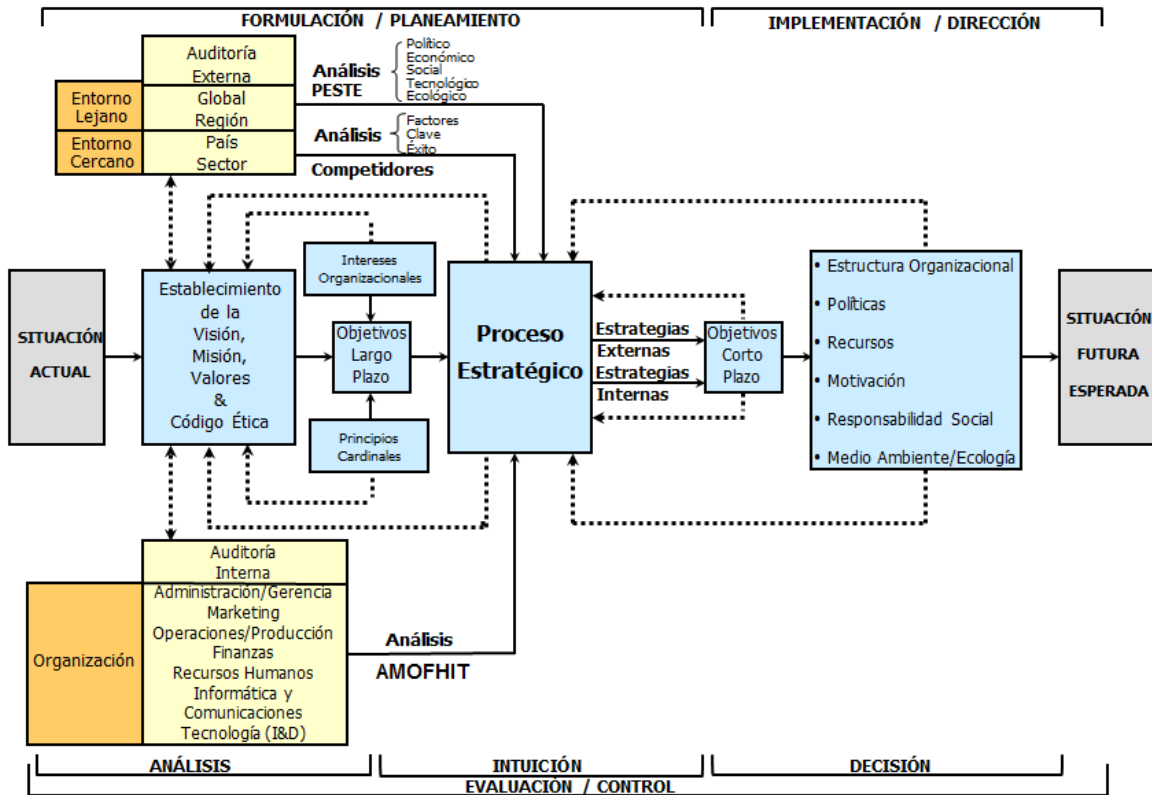 FORMULACIÓN / PLANEAMIENTO
IMPLEMENTACIÓN / DIRECCIÓN
Auditoría
Externa
Entorno
Lejano
Global
Región
Entorno
Cercano
País
Sector
Análisis
PESTE
Político
Económico
Social
Tecnológico
Ecológico
Análisis
Competidores
Factores
Clave
Éxito
SITUACIÓN
ACTUAL
Establecimiento
de la
Visión,
Misión,
Valores
&
Código Ética
Intereses
Organizacionales
Objetivos
Largo
Plazo
Principios
Cardinales
Proceso
Estratégico
Estrategias
Externas
Estrategias
Internas
Objetivos
Corto
Plazo
• Estructura Organizacional
• Políticas
• Recursos
• Motivación
• Responsabilidad Social
• Medio Ambiente/Ecología
SITUACIÓN
FUTURA
ESPERADA
Auditoría
Interna
Organización
Administración/Gerencia
Marketing
Operaciones/Producción
Finanzas
Recursos Humanos
Informática y
Comunicaciones
Tecnología (I&D)
Análisis
AMOFHIT
ANÁLISIS
INTUICIÓN
DECISIÓN
EVALUACIÓN / CONTROL